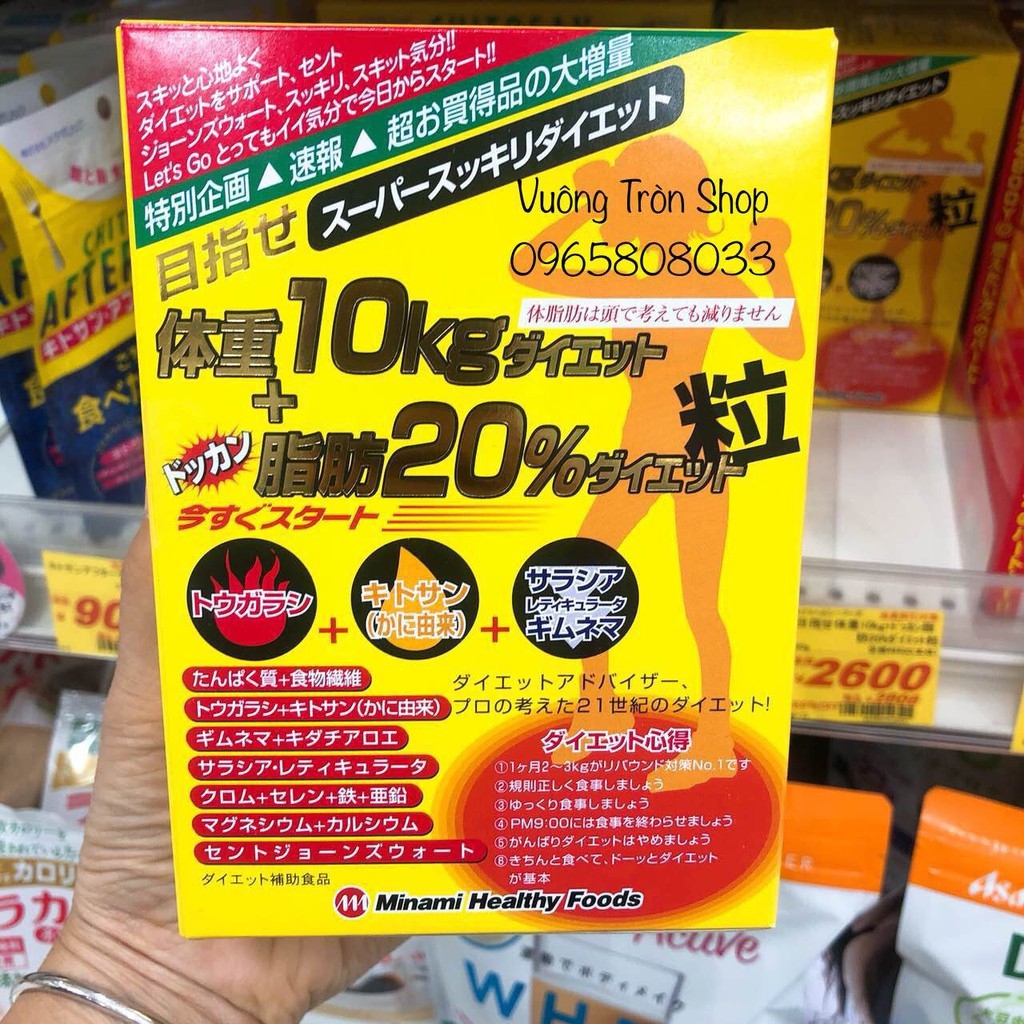 スキッと心地よく
ダイエットをサポート、セント
ジョーンズウォート、スッキリ、スキット気分!!
Let's Go とってもイイ気分で今日からスタート!!
特別企画▲速報▲超お買得品の大増量
目指せ スーパースッキリダイエット
Vuông Tròn Shop
0965808033
体脂肪は頭で考えても減りません
体重10kgダイエット
+
ドッカン 脂肪20%ダイエット
粒
今すぐスタート
トウガラシ + キトサン (かに由来) + サラシア レティキュラータ ギムネマ
たんぱく質+食物繊維
トウガラシ+キトサン(かに由来)
ギムネマ+キダチアロエ
サラシア・レティキュラータ
クロム+セレン+鉄+亜鉛
マグネシウム+カルシウム
セントジョーンズウォート
ダイエット補助食品
ダイエットアドバイザー、
プロの考えた21世紀のダイエット!
ダイエット心得
①1ヶ月2〜3kgがリバウンド対策No.1です
②規則正しく食事しましょう
③ゆっくり食事しましょう
④PM9:00には食事を終わらせましょう
⑤がんばりダイエットはやめましょう
⑥きちんと食べて、ドーッとダイエット
が基本
Minami Healthy Foods
AFTER
食べた
90
2600
粒
カロリ
Active
WH
Asa
D